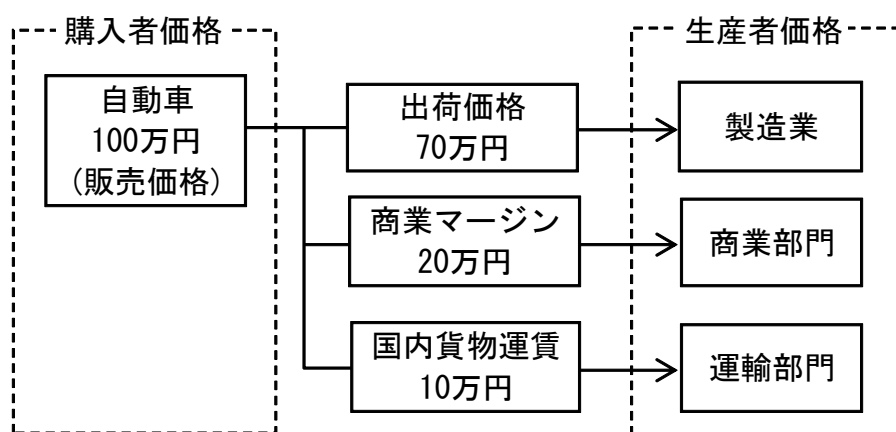 購入者価格
自動車
100万円
(販売価格)
出荷価格
70万円
商業マージン
20万円
国内貨物運賃
10万円
生産者価格
製造業
商業部門
運輸部門